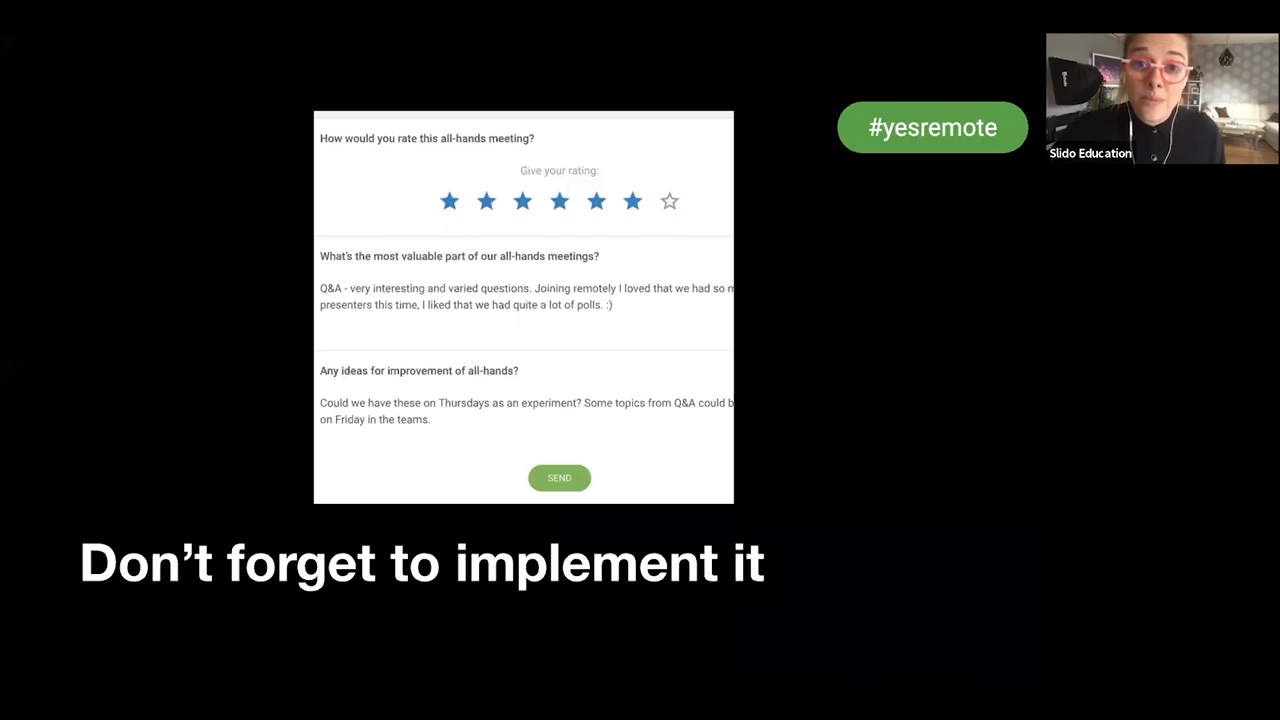 How would you rate this all-hands meeting?
Give your rating:
What's the most valuable part of our all-hands meetings?
Q&A - very interesting and varied questions. Joining remotely I loved that we had so
presenters this time, I liked that we had quite a lot of polls. :)
Any ideas for improvement of all-hands?
Could we have these on Thursdays as an experiment? Some topics from Q&A could
on Friday in the teams.
SEND
#yesremote
Slido Education
Don't forget to implement it